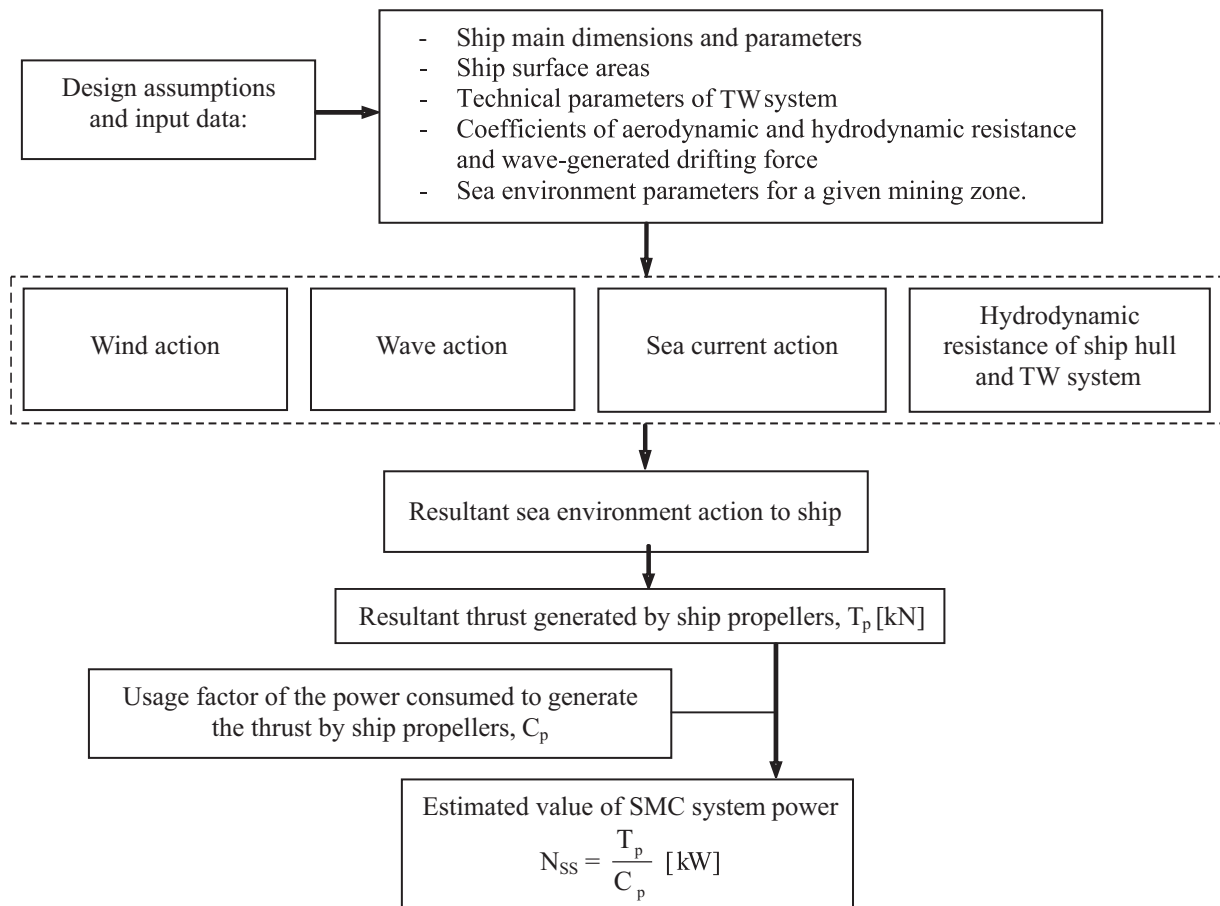 Design assumptions
and input data:
- Ship main dimensions and parameters
- Ship surface areas
- Technical parameters of TW system
- Coefficients of aerodynamic and hydrodynamic resistance
and wave-generated drifting force
- Sea environment parameters for a given mining zone.
Wind action
Wave action
Sea current action
Hydrodynamic
resistance of ship hull
and TW system
Resultant sea environment action to ship
Resultant thrust generated by ship propellers, Tp [kN]
Usage factor of the power consumed to generate
the thrust by ship propellers, Cp
Estimated value of SMC system power
NSS = Tp / Cp [kW]